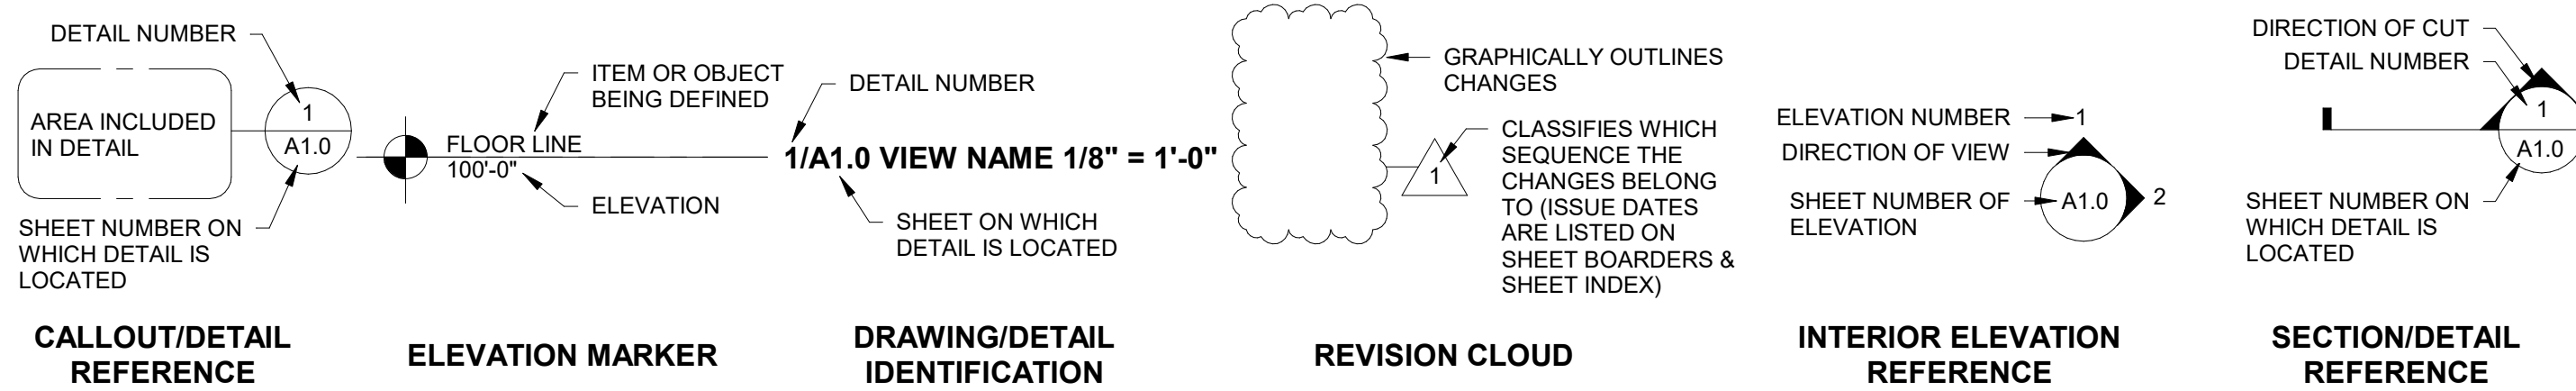 DETAIL NUMBER
AREA INCLUDED
IN DETAIL
1
A1.0
SHEET NUMBER ON
WHICH DETAIL IS
LOCATED
CALLOUT/DETAIL
REFERENCE
ITEM OR OBJECT
BEING DEFINED
FLOOR LINE
100'-0"
ELEVATION
ELEVATION MARKER
DETAIL NUMBER
1/A1.0 VIEW NAME 1/8" = 1'-0"
SHEET ON WHICH
DETAIL IS LOCATED
DRAWING/DETAIL
IDENTIFICATION
GRAPHICALLY OUTLINES
CHANGES
1
CLASSIFIES WHICH
SEQUENCE THE
CHANGES BELONG
TO (ISSUE DATES
ARE LISTED ON
SHEET BOARDERS &
SHEET INDEX)
REVISION CLOUD
ELEVATION NUMBER
1
DIRECTION OF VIEW
SHEET NUMBER OF
ELEVATION
A1.0
2
INTERIOR ELEVATION
REFERENCE
DIRECTION OF CUT
DETAIL NUMBER
1
A1.0
SHEET NUMBER ON
WHICH DETAIL IS
LOCATED
SECTION/DETAIL
REFERENCE